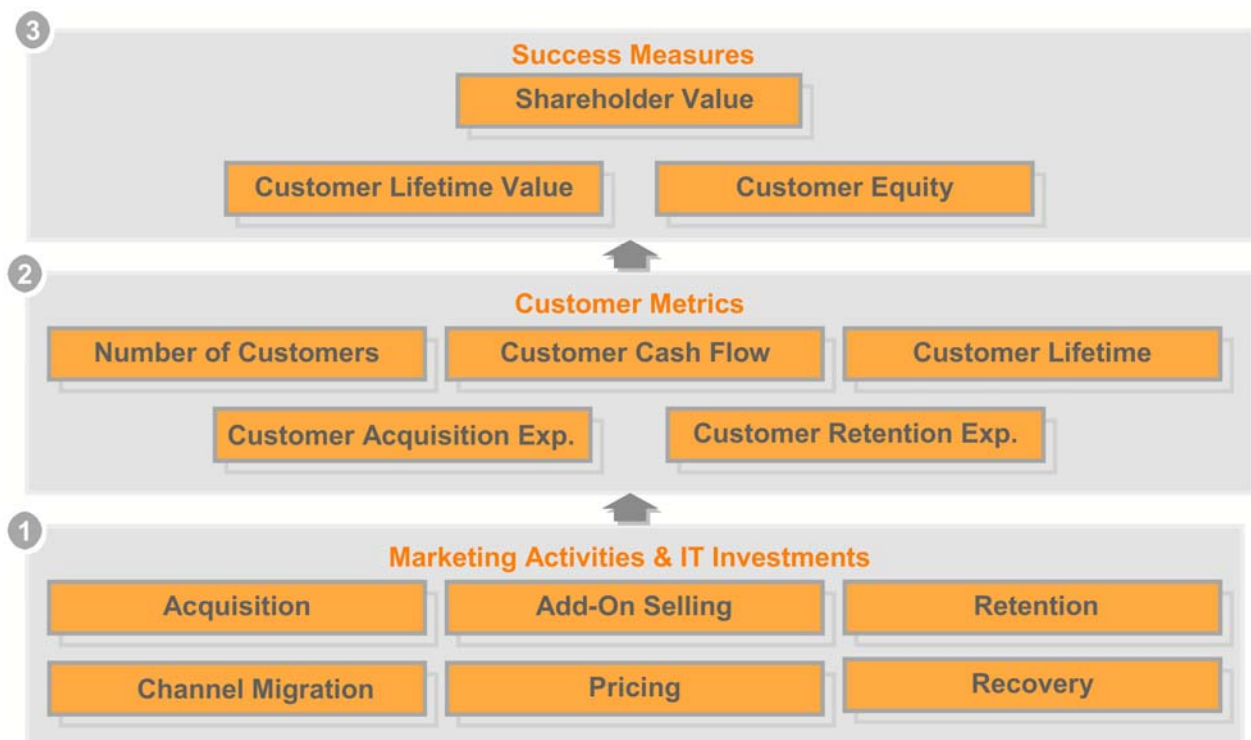 3
Success Measures
Shareholder Value
Customer Lifetime Value
Customer Equity
2
Customer Metrics
Number of Customers
Customer Cash Flow
Customer Lifetime
Customer Acquisition Exp.
Customer Retention Exp.
1
Marketing Activities & IT Investments
Acquisition
Add-On Selling
Retention
Channel Migration
Pricing
Recovery